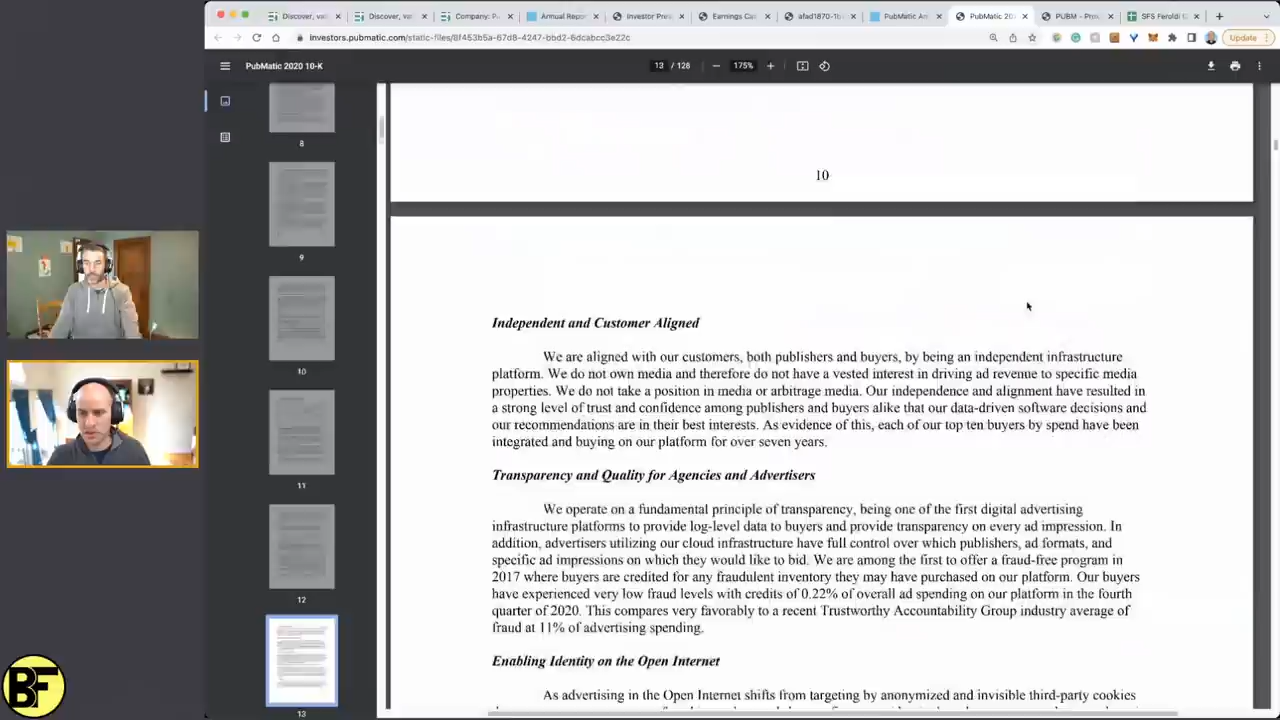 Discover, val
Discover, val
Company: P
Annual Repor
Investor Pres
Earnings Cal
afad1870-1b
PubMatic An
PubMatic 20
PUBM - Pro
SFS Feroldi
investors.pubmatic.com/static-files/8f453b5a-67d8-4247-bbd2-6dcabcc3e22c
Update
PubMatic 2020 10-K
13 / 128
175%
8
9
10
11
12
13
10
Independent and Customer Aligned
We are aligned with our customers, both publishers and buyers, by being an independent infrastructure
platform. We do not own media and therefore do not have a vested interest in driving ad revenue to specific media
properties. We do not take a position in media or arbitrage media. Our independence and alignment have resulted in
a strong level of trust and confidence among publishers and buyers alike that our data-driven software decisions and
our recommendations are in their best interests. As evidence of this, each of our top ten buyers by spend have been
integrated and buying on our platform for over seven years.
Transparency and Quality for Agencies and Advertisers
We operate on a fundamental principle of transparency, being one of the first digital advertising
infrastructure platforms to provide log-level data to buyers and provide transparency on every ad impression. In
addition, advertisers utilizing our cloud infrastructure have full control over which publishers, ad formats, and
specific ad impressions on which they would like to bid. We are among the first to offer a fraud-free program in
2017 where buyers are credited for any fraudulent inventory they may have purchased on our platform. Our buyers
have experienced very low fraud levels with credits of 0.22% of overall ad spending on our platform in the fourth
quarter of 2020. This compares very favorably to a recent Trustworthy Accountability Group industry average of
fraud at 11% of advertising spending.
Enabling Identity on the Open Internet
As advertising in the Open Internet shifts from targeting by anonymized and invisible third-party cookies
BF